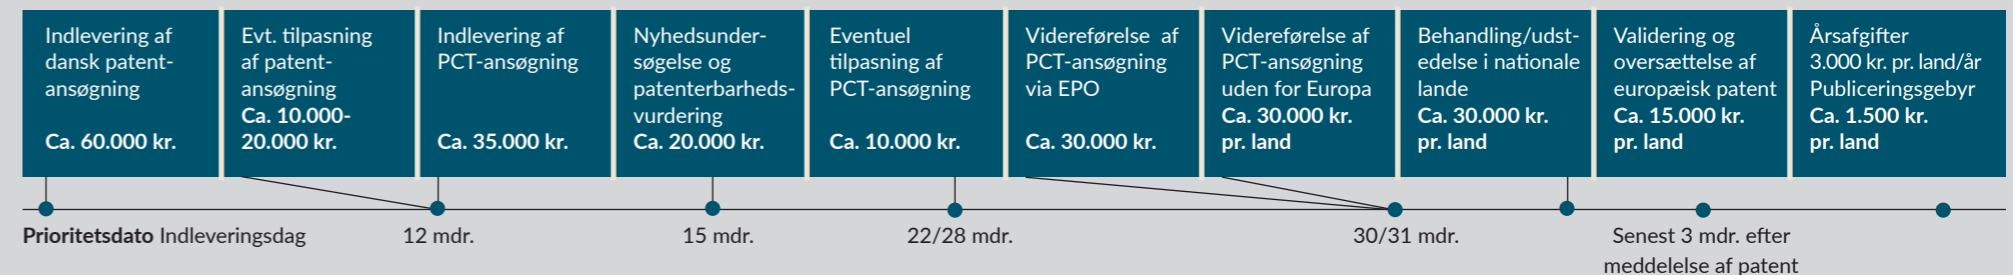 Indlevering af
dansk patent-
ansøgning
Ca. 60.000 kr.
Evt. tilpasning
af patent-
ansøgning
Ca. 10.000-
20.000 kr.
Indlevering af
PCT-ansøgning
Ca. 35.000 kr.
Nyhedsunder-
søgelse og
patenterbarheds-
vurdering
Ca. 20.000 kr.
Eventuel
tilpasning af
PCT-ansøgning
Ca. 10.000 kr.
Videreførelse af
PCT-ansøgning
via EPO
Ca. 30.000 kr.
Videreførelse af
PCT-ansøgning
uden for Europa
Ca. 30.000 kr.
pr. land
Behandling/udst-
edelse i nationale
lande
Ca. 30.000 kr.
pr. land
Validering og
oversættelse af
europæisk patent
Ca. 15.000 kr.
pr. land
Årsafgifter
3.000 kr. pr. land/år
Publiceringsgebyr
Ca. 1.500 kr.
pr. land
Prioritetsdato Indleveringsdag
12 mdr.
15 mdr.
22/28 mdr.
30/31 mdr.
Senest 3 mdr. efter
meddelelse af patent